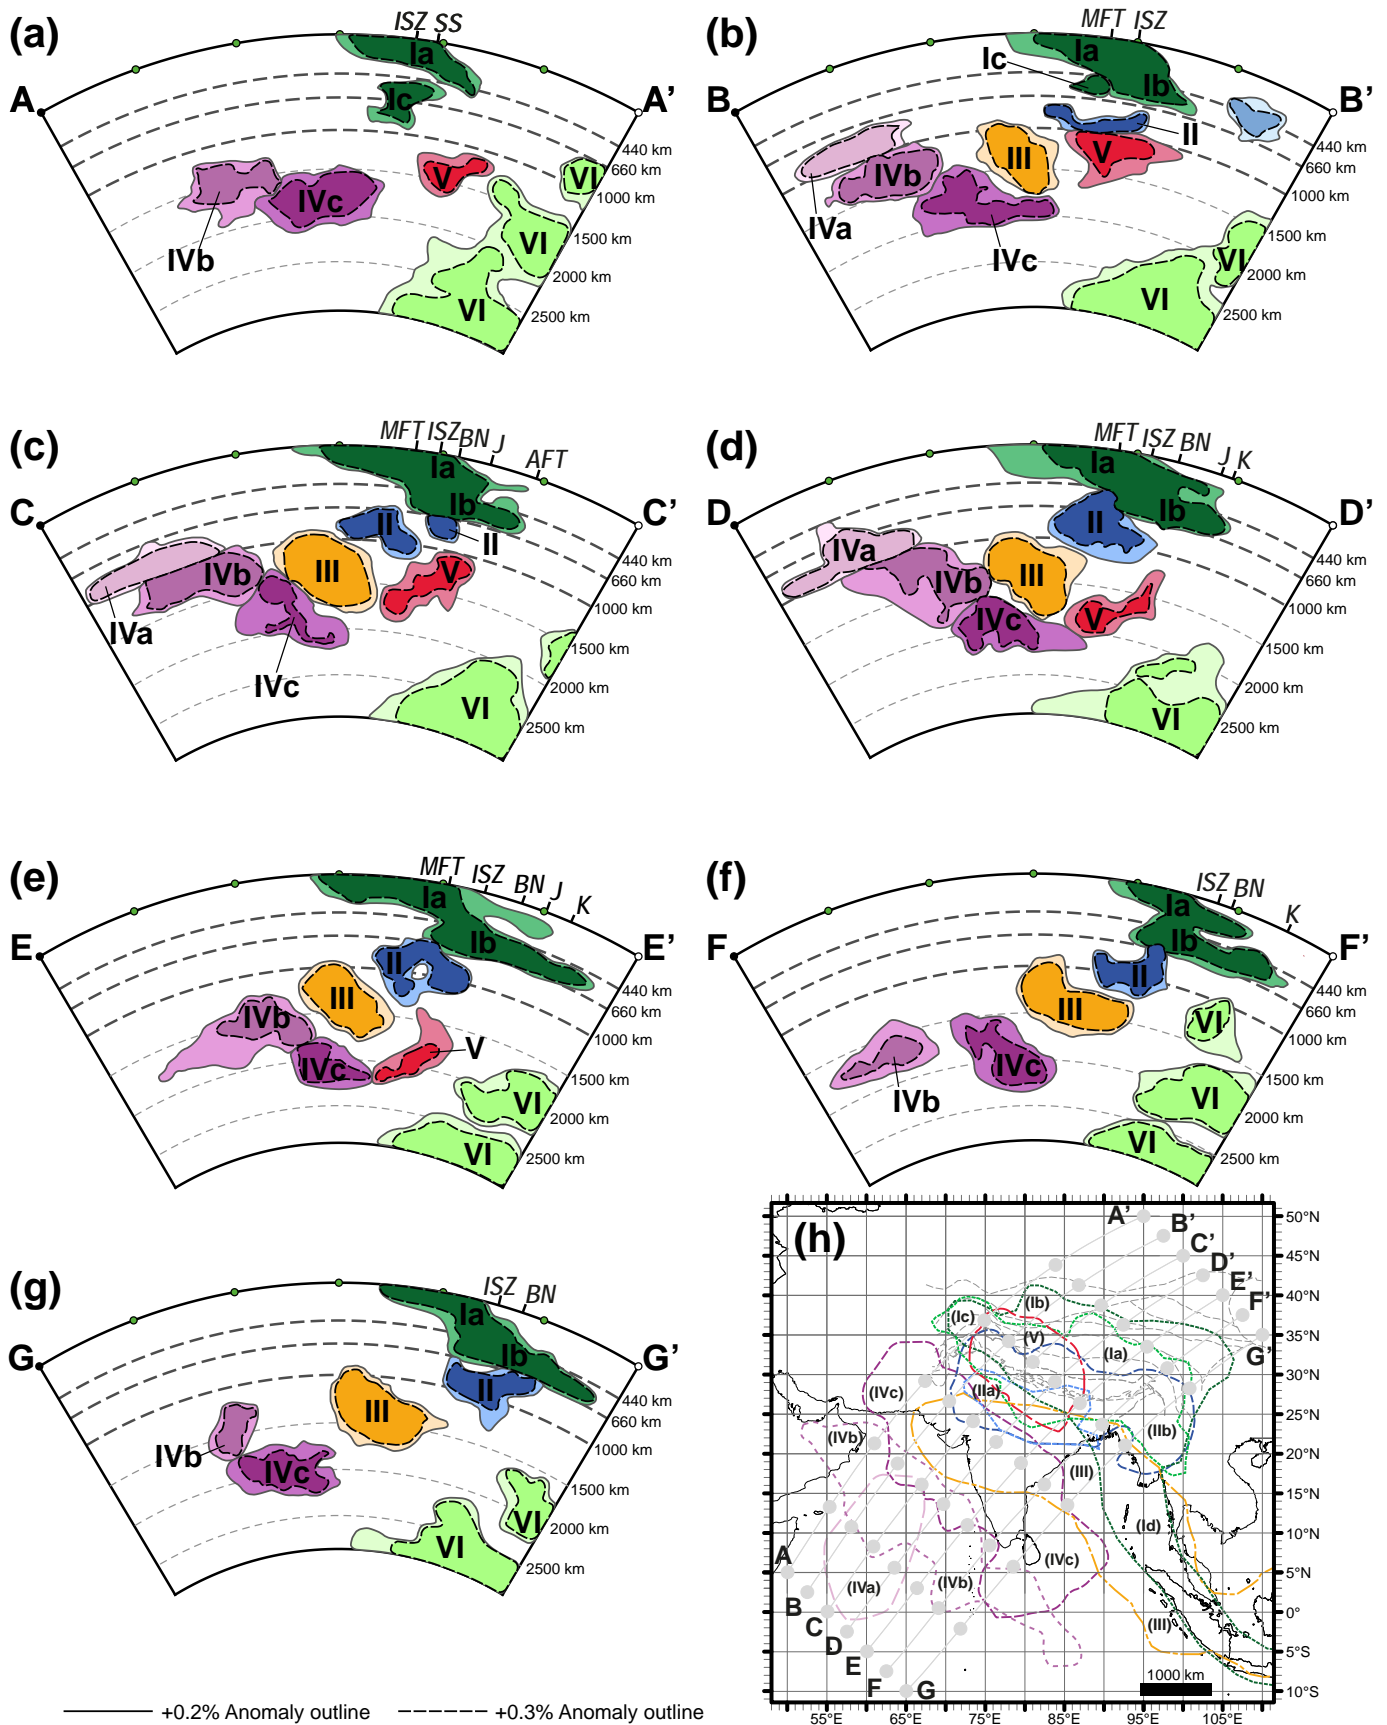 (a)
ISZ SS
Ia
Ic
A
A’
440 km
660 km
1000 km
1500 km
2000 km
2500 km
IVb
IVc
V
VI
VI
VI
(b)
MFT ISZ
Ia
Ic
Ib
B
B’
II
III
V
IVb
IVa
IVc
VI
VI
440 km
660 km
1000 km
1500 km
2000 km
2500 km
(c)
MFT ISZ BN J
AFT
Ia
Ib
C
C’
II
II
III
V
IVb
IVa
IVc
VI
440 km
660 km
1000 km
1500 km
2000 km
2500 km
(d)
MFT ISZ BN J K
Ia
Ib
D
D’
II
IVa
III
IVb
IVc
V
VI
440 km
660 km
1000 km
1500 km
2000 km
2500 km
(e)
MFT ISZ BN J K
Ia
Ib
E
E’
II
III
IVb
V
IVc
VI
VI
440 km
660 km
1000 km
1500 km
2000 km
2500 km
(f)
ISZ BN
K
Ia
Ib
F
F’
II
III
VI
IVc
IVb
VI
VI
440 km
660 km
1000 km
1500 km
2000 km
2500 km
(g)
ISZ BN
Ia
Ib
G
G’
II
III
IVb
IVc
VI
VI
440 km
660 km
1000 km
1500 km
2000 km
2500 km
(h)
A’
B’
C’
D’
E’
F’
G’
50°N
45°N
40°N
35°N
30°N
25°N
20°N
15°N
10°N
5°N
0°
5°S
10°S
(Ib)
(Ic)
(V)
(Ia)
(IVc)
(IIa)
(IVb)
(IIb)
(III)
(Id)
(IVc)
(IVa)
(IVb)
(III)
A
B
C
D
E
F
G
1000 km
55°E
65°E
75°E
85°E
95°E
105°E
+0.2% Anomaly outline
+0.3% Anomaly outline